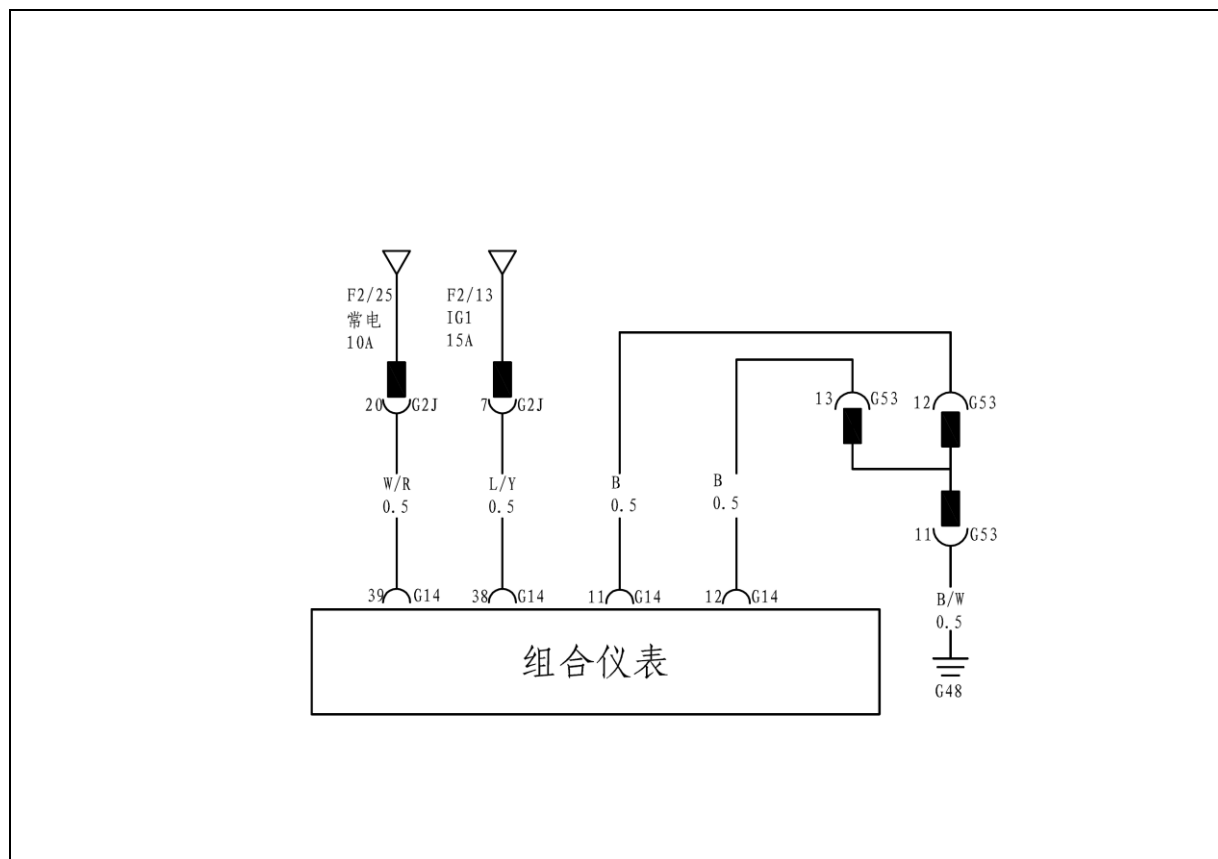 F2/25
常电
10A
F2/13
IG1
15A
20 G2J
7 G2J
13 G53
12 G53
W/R
0.5
L/Y
0.5
B
0.5
B
0.5
11 G53
39 G14
38 G14
11 G14
12 G14
B/W
0.5
组合仪表
G48